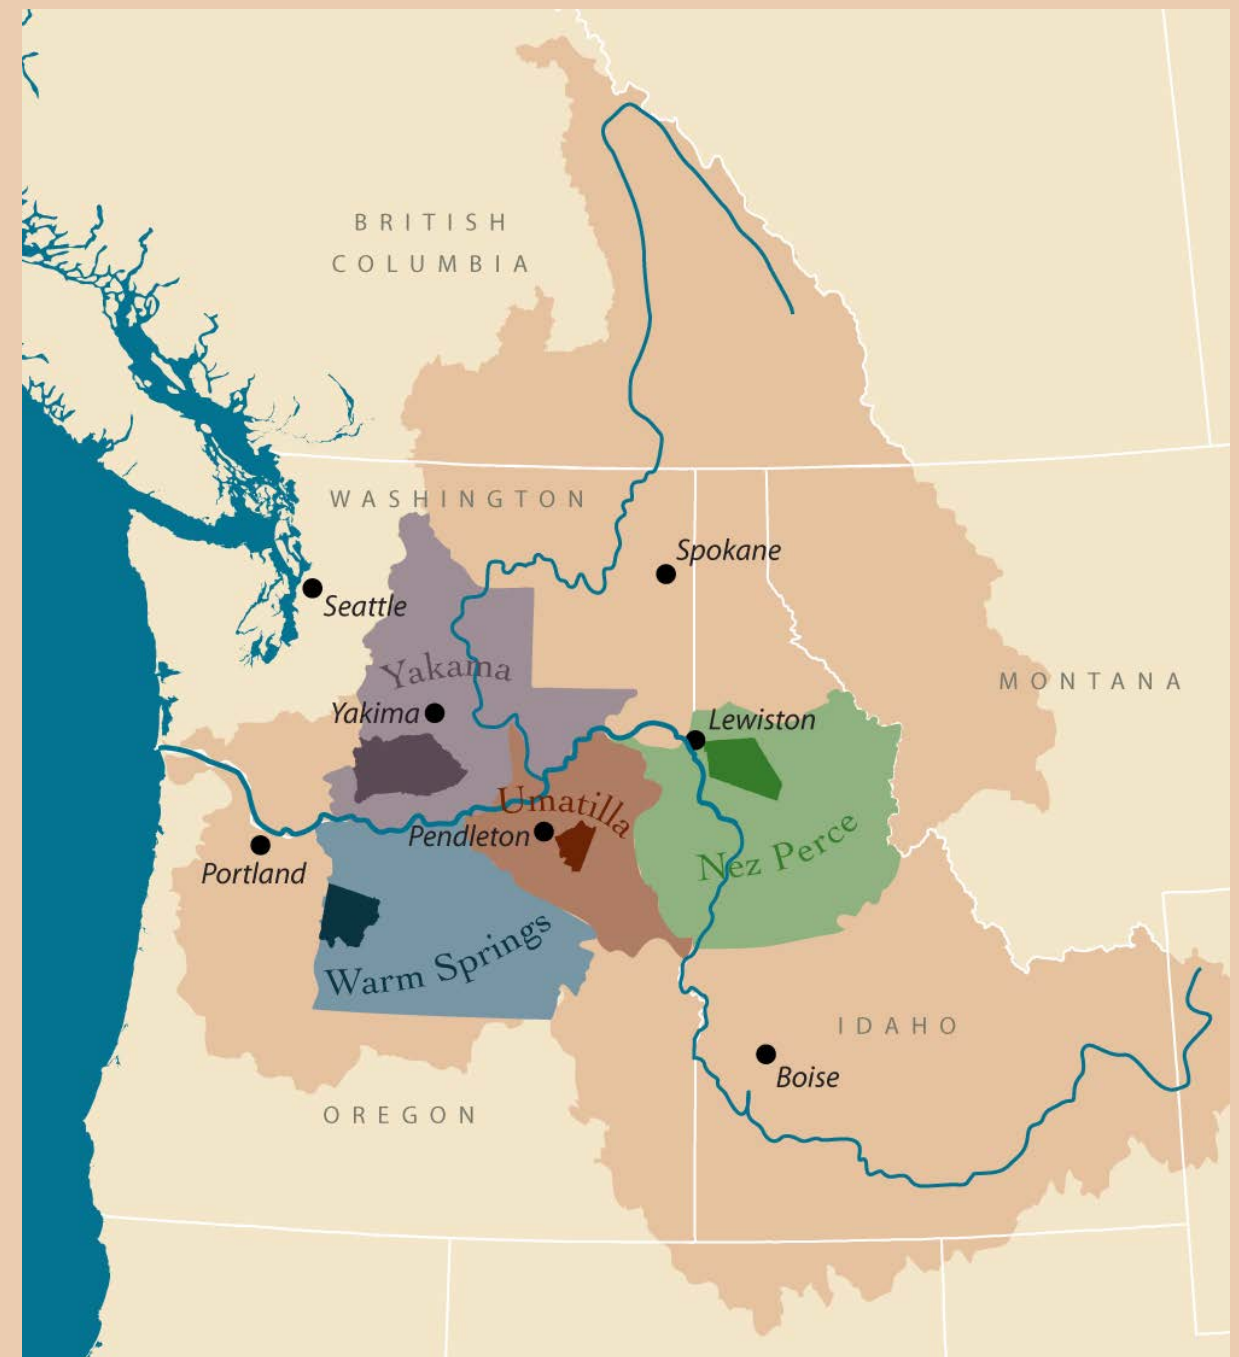 BRITISH
COLUMBIA
WASHINGTON
Spokane
Seattle
Yakama
MONTANA
Yakima
Lewiston
Umatilla
Pendleton
Nez Perce
Portland
Warm Springs
IDAHO
Boise
OREGON